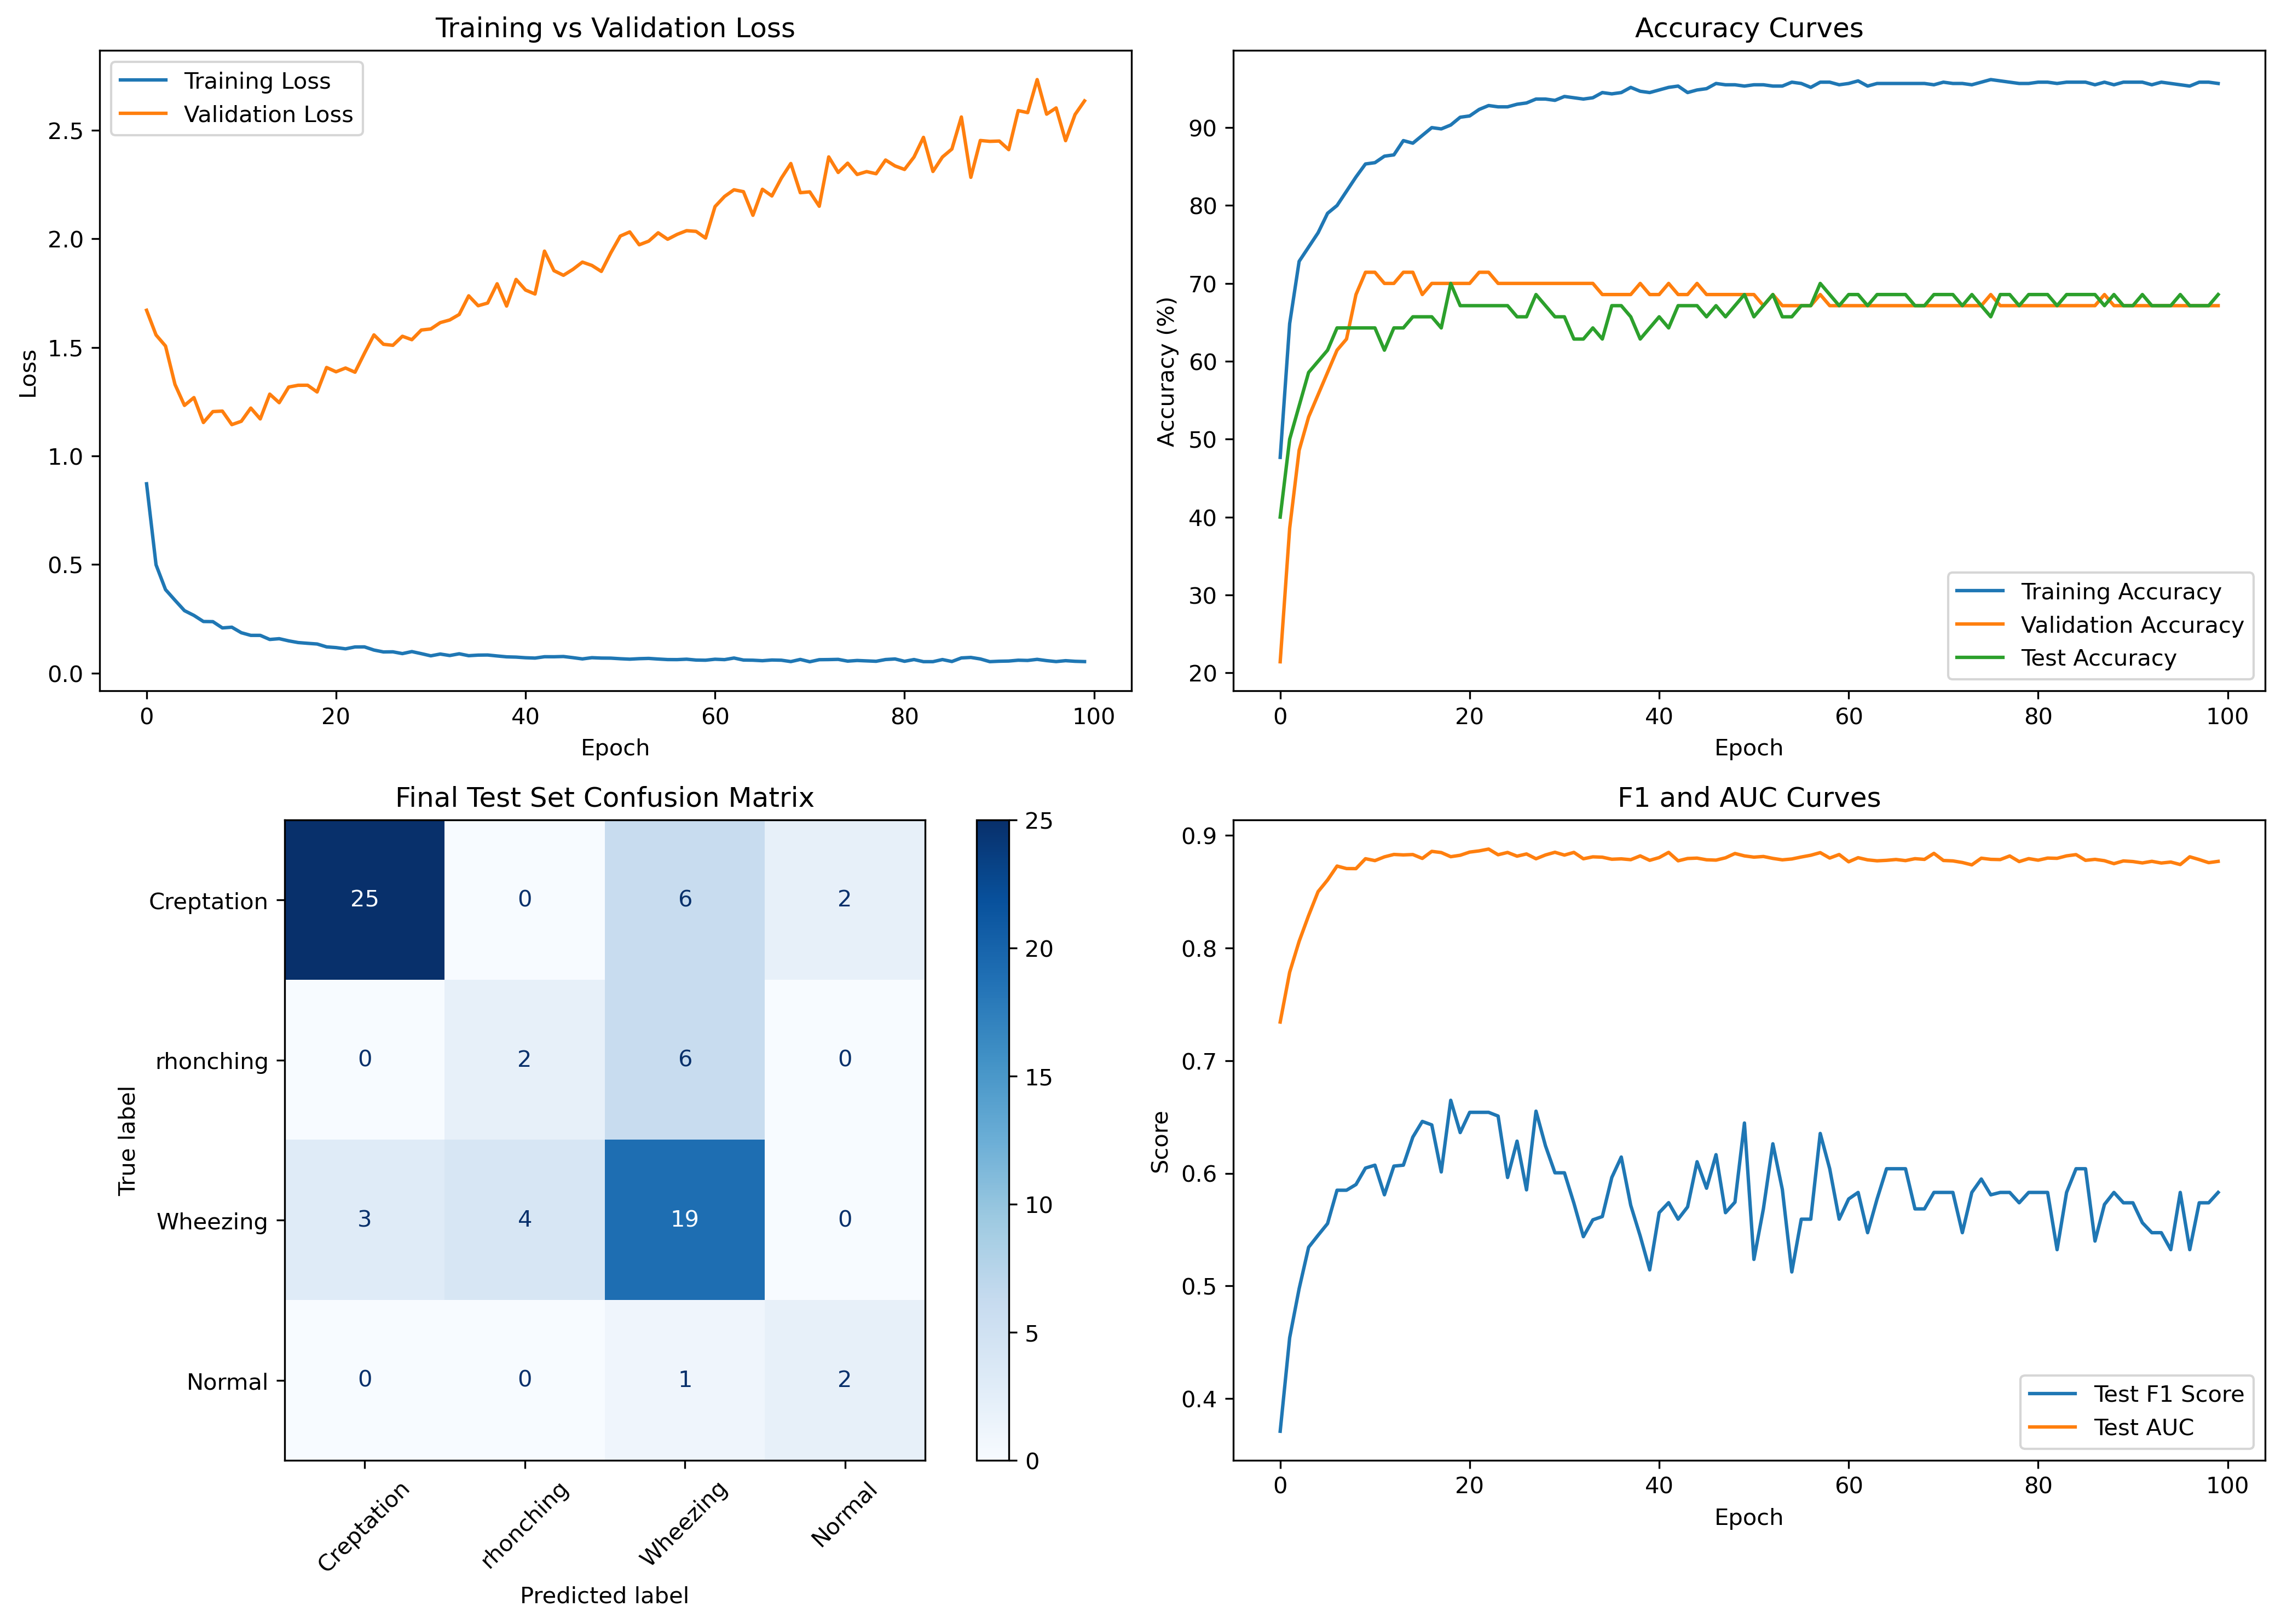 Training vs Validation Loss
Training Loss
Validation Loss
2.5
2.0
1.5
1.0
0.5
0.0
Loss
0 20 40 60 80 100
Epoch
Accuracy Curves
90
80
70
60
50
40
30
20
Accuracy (%)
Training Accuracy
Validation Accuracy
Test Accuracy
0 20 40 60 80 100
Epoch
Final Test Set Confusion Matrix
True label
Creptation 25 0 6 2
rhonching 0 2 6 0
Wheezing 3 4 19 0
Normal 0 0 1 2
Creptation rhonching Wheezing Normal
Predicted label
25
20
15
10
5
0
F1 and AUC Curves
0.9
0.8
0.7
0.6
0.5
0.4
Score
Test F1 Score
Test AUC
0 20 40 60 80 100
Epoch